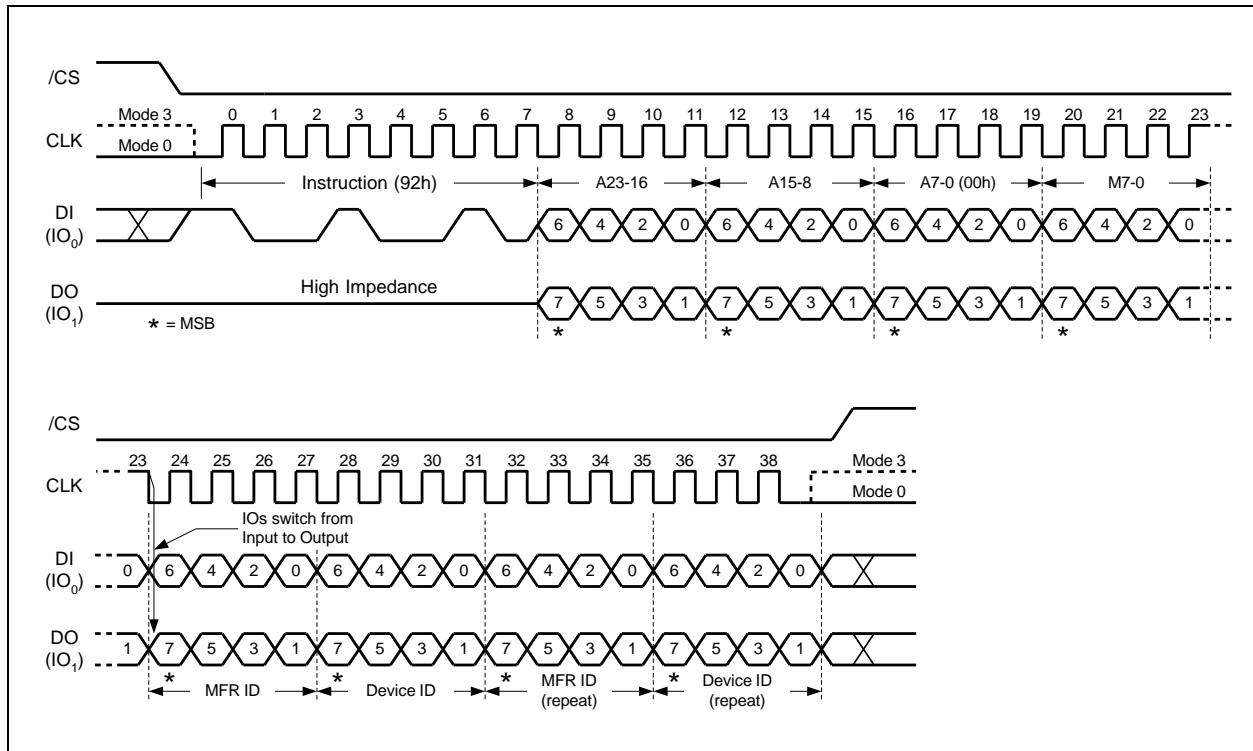 /CS
Mode 3 0 1 2 3 4 5 6 7 8 9 10 11 12 13 14 15 16 17 18 19 20 21 22 23
CLK Mode 0
Instruction (92h) A23-16 A15-8 A7-0 (00h) M7-0
DI
(IO0) 6 4 2 0 6 4 2 0 6 4 2 0 6 4 2 0
High Impedance
DO
(IO1) 7 5 3 1 7 5 3 1 7 5 3 1 7 5 3 1
* = MSB * * * *
/CS
23 24 25 26 27 28 29 30 31 32 33 34 35 36 37 38 Mode 3
CLK Mode 0
IOs switch from
Input to Output
DI
(IO0) 0 6 4 2 0 6 4 2 0 6 4 2 0 6 4 2 0
DO
(IO1) 1 7 5 3 1 7 5 3 1 7 5 3 1 7 5 3 1
* * * *
MFR ID Device ID MFR ID
(repeat) Device ID
(repeat)